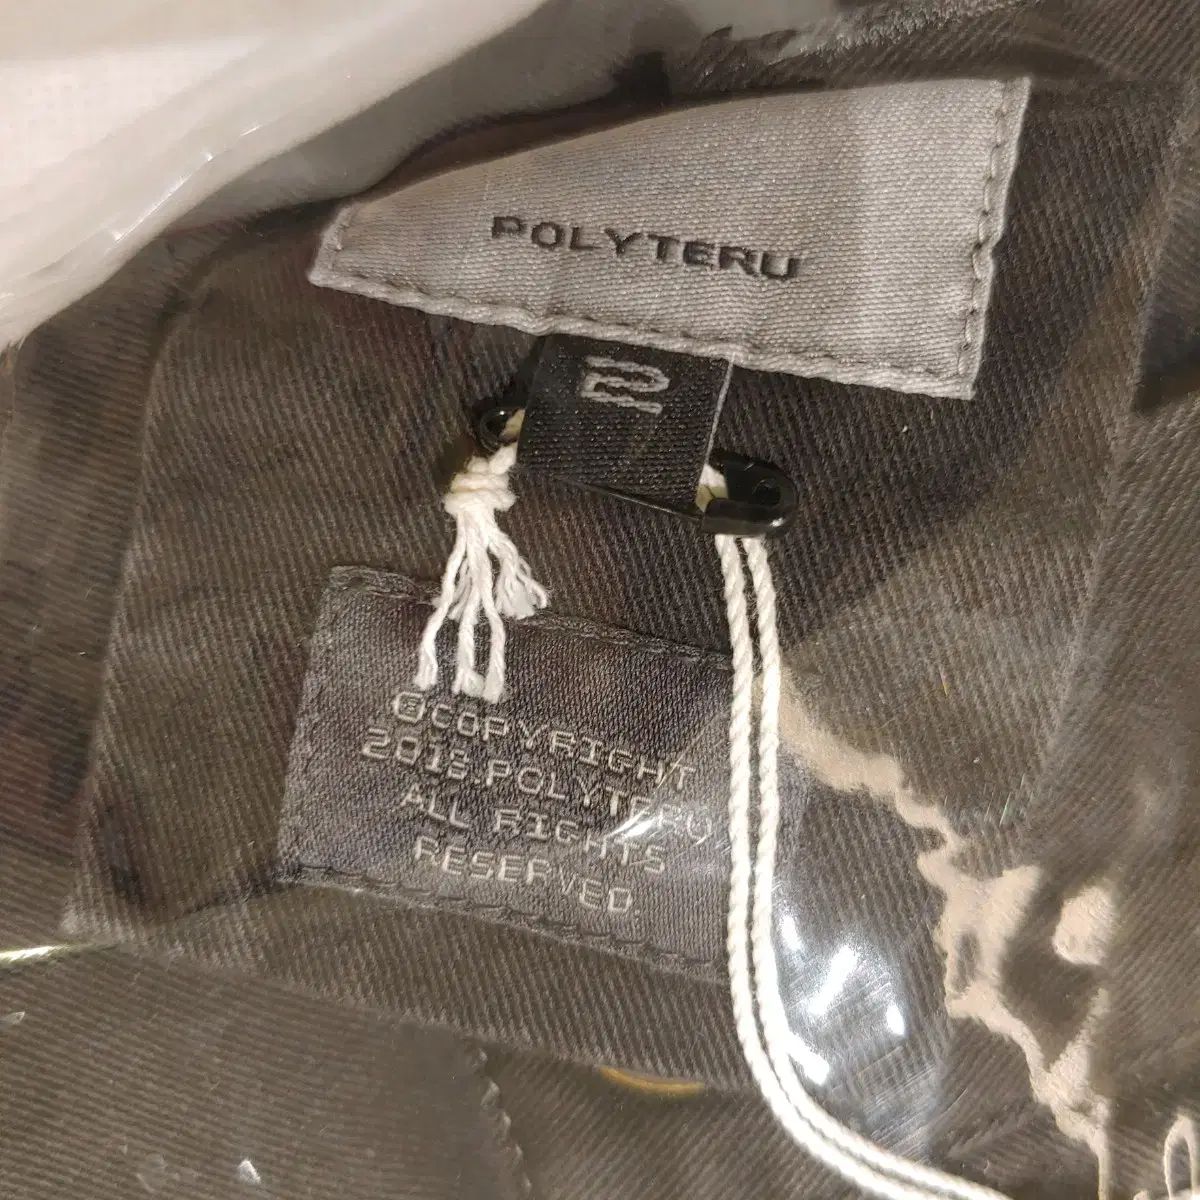 POLYTERU
2
©COPYRIGHT
2018.POLYTERU
ALL RIGHTS
RESERVED.